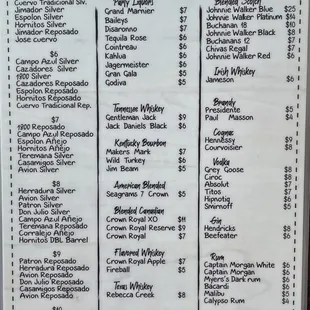 Cuervo Tradicional Silv.
Espolon Silver
Hornitos Silver
Jimador Reposado
Jose cuervo
$6
Campo Azul Silver
Cazadores Silver
1800 Silver
Cazadores Reposado
Espolon Reposado
Hornitos Reposado
Cuervo Tradicional Rep.
$7
1800 Reposado
Campo Azul Reposado
Espolon Añejo
Hornitos Añejo
Teremana Silver
Casamigos Silver
Avion Silver
$8
Herradura Silver
Avion Silver
Patron Silver
Don Julio Silver
Campo Azul Añejo
Teremana Reposado
Corralejo Añejo
Hornitos DBL Barrel
$9
Patron Reposado
Herradura Reposado
Avion Reposado
Don Julio Reposado
Casamigos Reposado
Avion Reposado
$10
Party Liquors
Grand Marnier $7
Baileys $7
Disaronno $7
Tequila Rose $6
Cointreau $6
Kahlua $6
Jagermeister $6
Gran Gala $5
Godiva $5
Tennessee Whiskey
Gentleman Jack $9
Jack Daniels Black $6
Kentucky Bourbon
Makers Mark $7
Wild Turkey $6
Jim Beam $5
American Blended
Seagrams 7 Crown $5
Blended Canadian
Crown Royal XO $11
Crown Royal Reserve $9
Crown Royal $7
Flavored Whiskey
Crown Royal Apple $7
Fireball $5
Texas Whiskey
Rebecca Creek $8
Blended Scotch
Johnnie Walker Blue $25
Johnnie Walker Platinum $14
Buchanan 18 $10
Johnnie Walker Black $8
Buchanans 12 $7
Chivas Regal $7
Johnnie Walker Red $6
Irish Whiskey
Jameson $6
Brandy
Presidente $5
Paul Masson $4
Cognac
Hennessy $9
Courvoisier $8
Vodka
Grey Goose $8
Ciroc $8
Absolut $7
Titos $7
Hipnotiq $6
Smirnoff $5
Gin
Hendricks $8
Beefeater $6
Rum
Captain Morgan White $6
Captain Morgan $6
Myers's Dark rum $6
Bacardi $6
Malibu $5
Calypso Rum $4